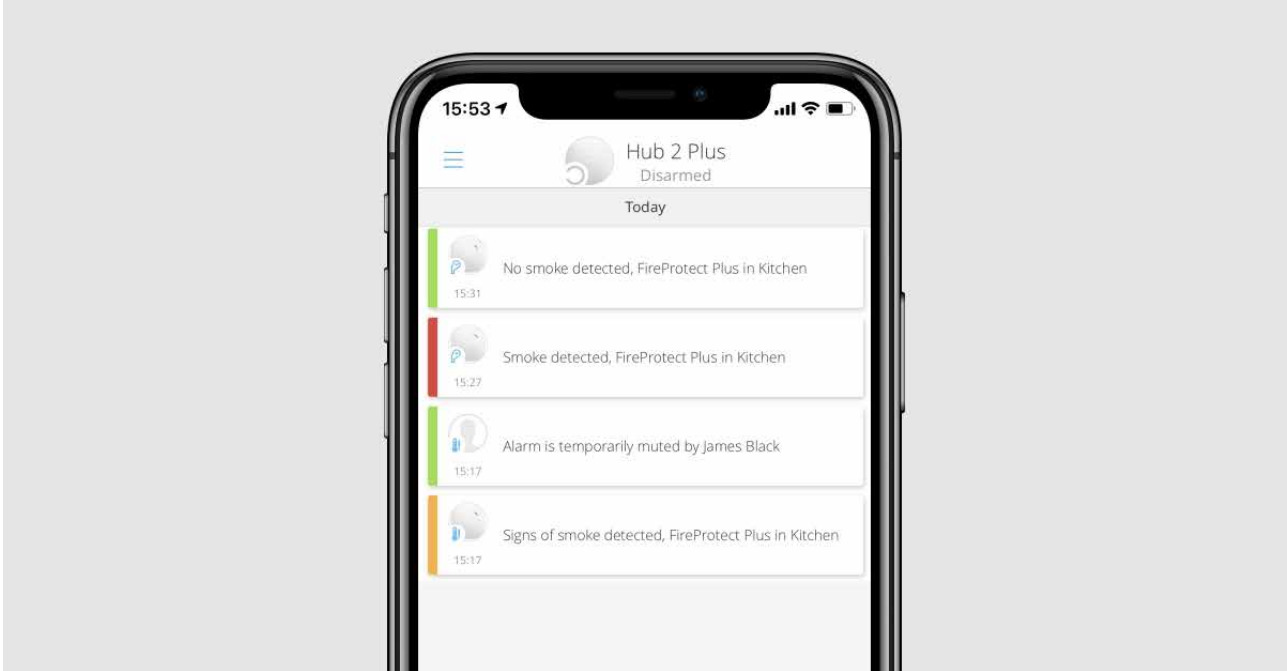 15:53
Hub 2 Plus
Disarmed
Today
No smoke detected, FireProtect Plus in Kitchen
15:31
Smoke detected, FireProtect Plus in Kitchen
15:27
Alarm is temporarily muted by James Black
15:17
Signs of smoke detected, FireProtect Plus in Kitchen
15:17